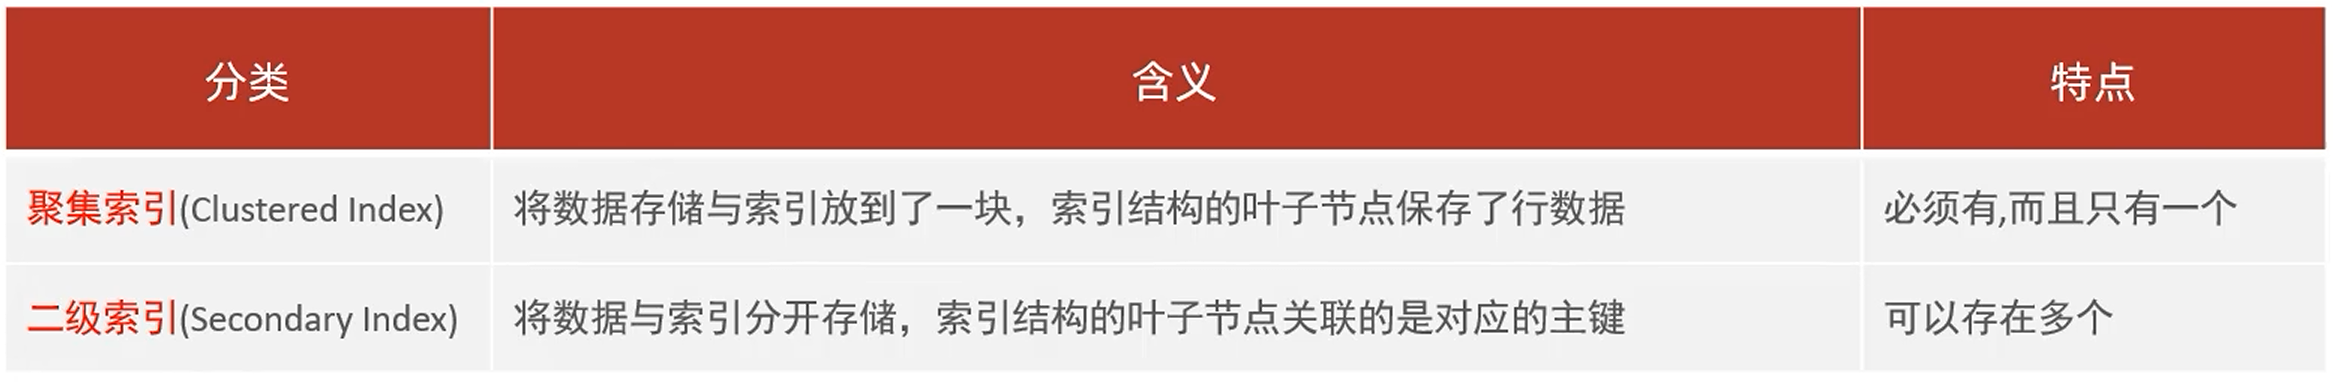 分类 含义 特点
聚集索引(Clustered Index) 将数据存储与索引放到了一块，索引结构的叶子节点保存了行数据 必须有,而且只有一个
二级索引(Secondary Index) 将数据与索引分开存储，索引结构的叶子节点关联的是对应的主键 可以存在多个